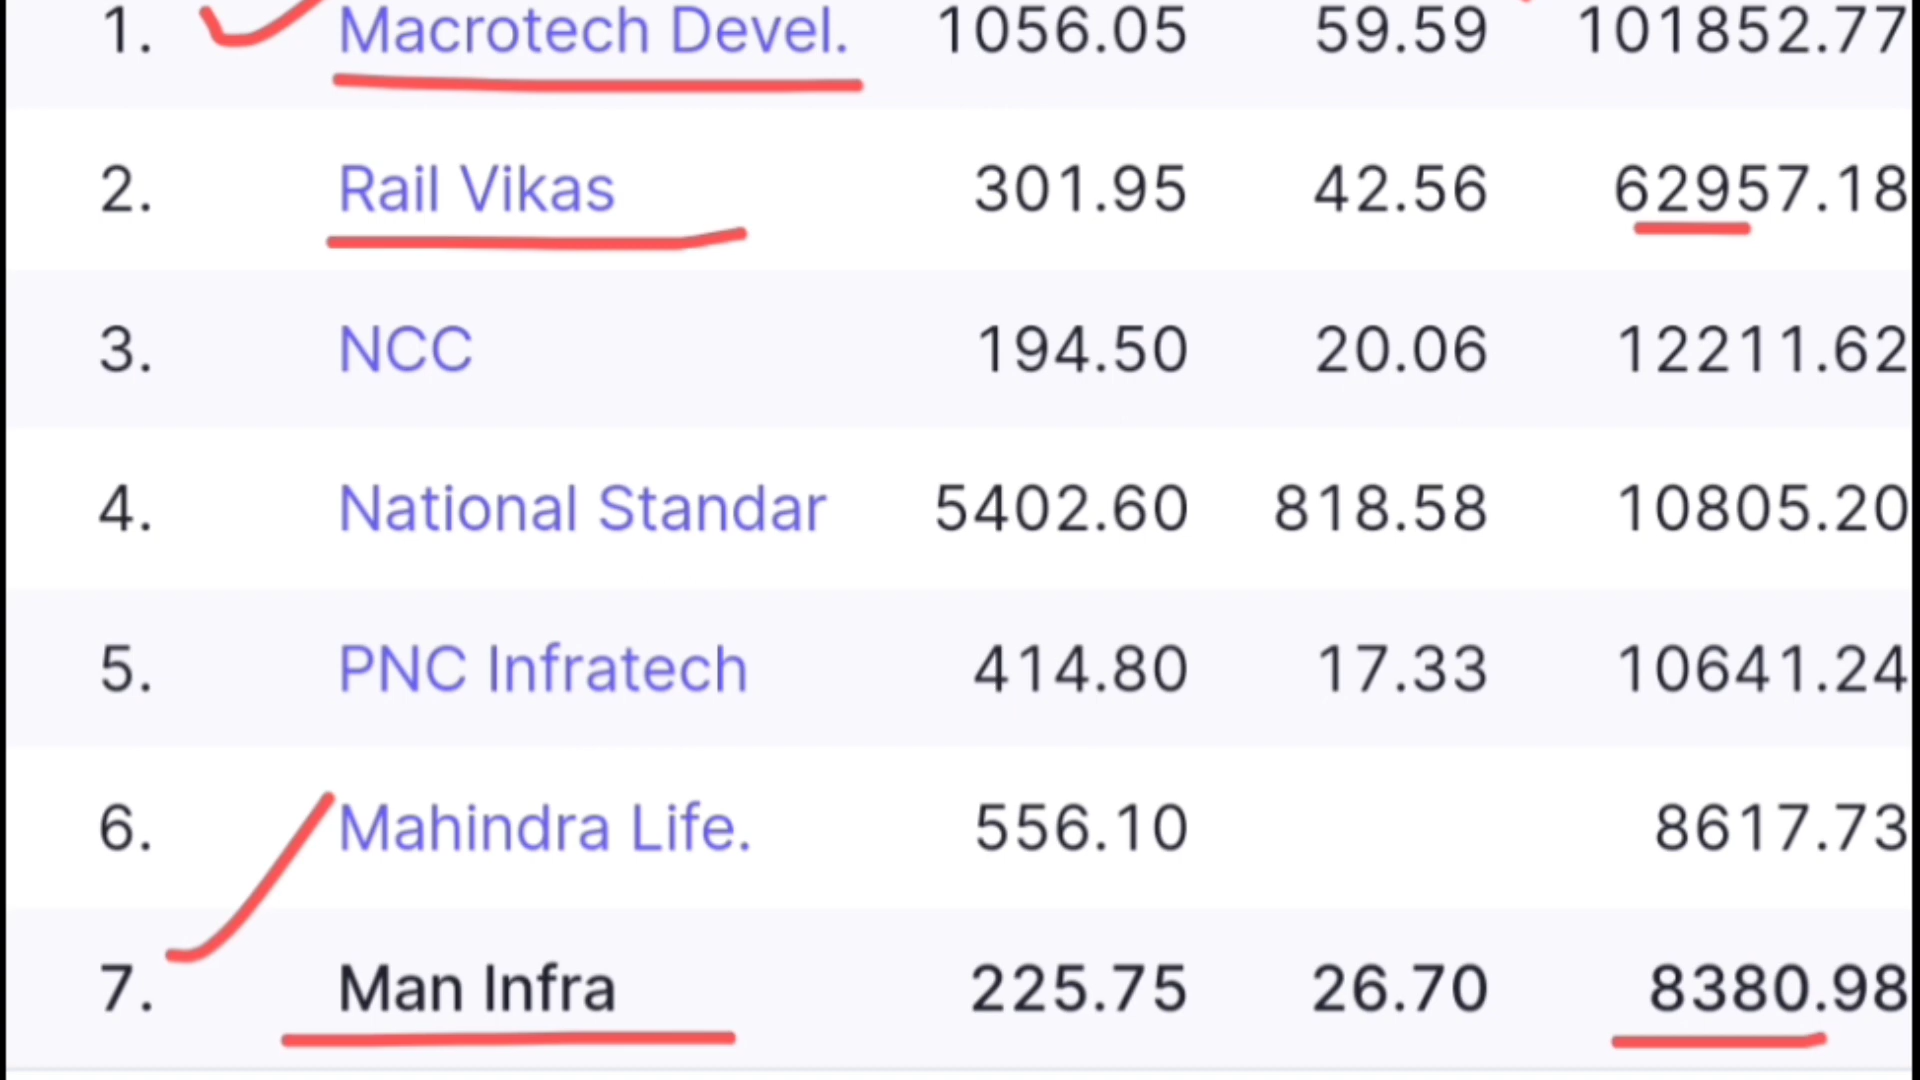 1. Macrotech Devel. 1056.05 59.59 101852.77
2. Rail Vikas 301.95 42.56 62957.18
3. NCC 194.50 20.06 12211.62
4. National Standar 5402.60 818.58 10805.20
5. PNC Infratech 414.80 17.33 10641.24
6. Mahindra Life. 556.10 8617.73
7. Man Infra 225.75 26.70 8380.98